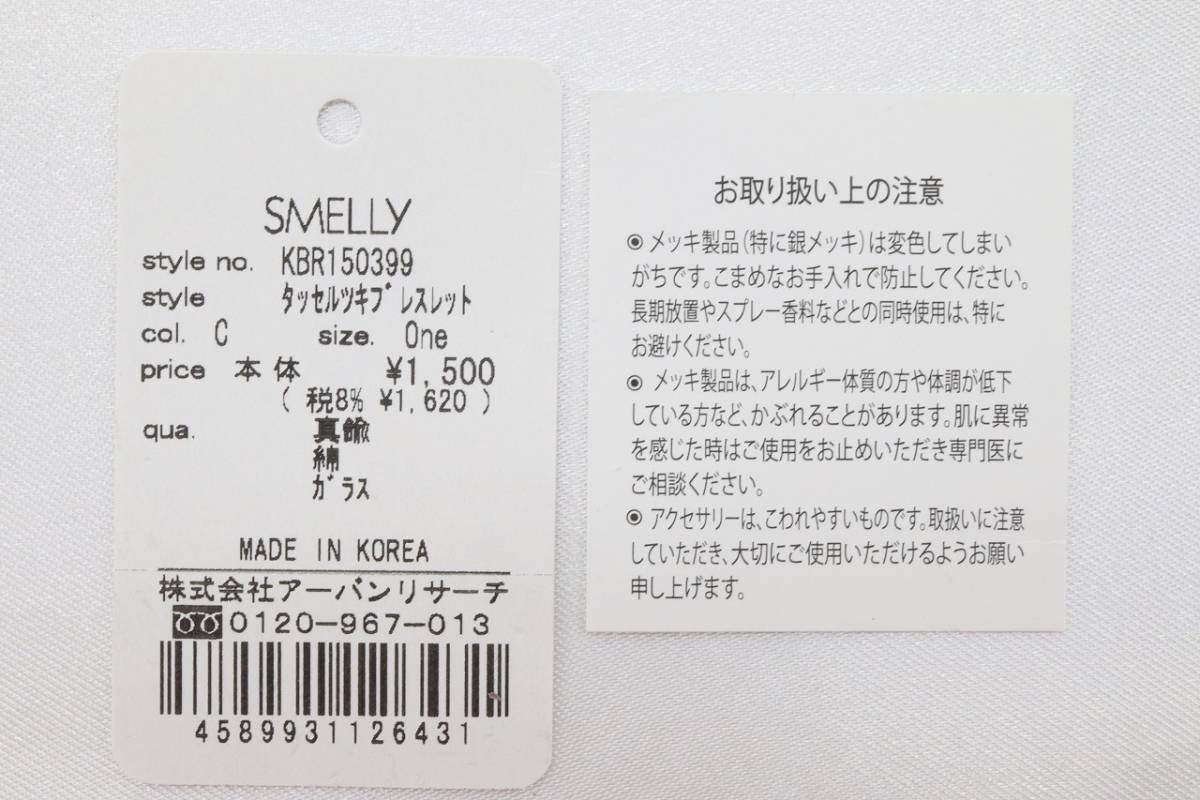 SMELLY
style no. KBR150399
style タッセルツキブレスレット
col. C size. One
price 本体 ¥1,500
( 税8% ¥1,620 )
qua. 真鍮
綿
ガラス
MADE IN KOREA
株式会社アーバンリサーチ
0120-967-013
4589931126431
お取り扱い上の注意
◉ メッキ製品(特に銀メッキ)は変色してしまい
がちです。こまめなお手入れで防止してください。
長期放置やスプレー香料などとの同時使用は、特に
お避けください。
◉ メッキ製品は、アレルギー体質の方や体調が低下
している方など、かぶれることがあります。肌に異常
を感じた時はご使用をお止めいただき専門医に
ご相談ください。
◉ アクセサリーは、こわれやすいものです。取扱いに注意
していただき、大切にご使用いただけるようお願い
申し上げます。